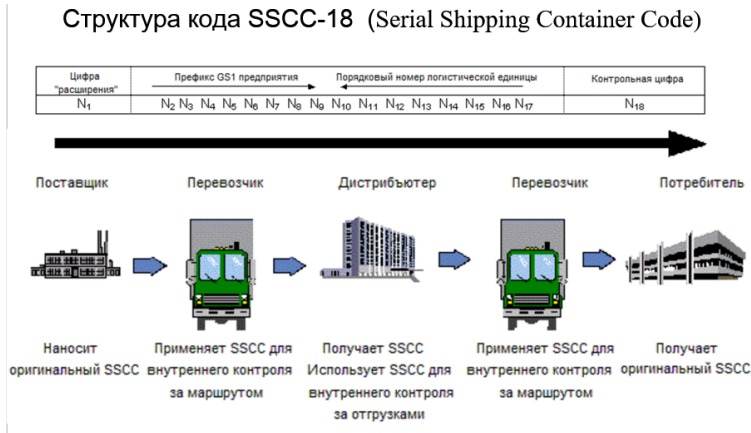 Структура кода SSCC-18 (Serial Shipping Container Code)
Цифра "расширения"
Префикс GS1 предприятия
Порядковый номер логистической единицы
Контрольная цифра
N1
N2 N3 N4 N5 N6 N7 N8 N9 N10 N11 N12 N13 N14 N15 N16 N17
N18
Поставщик
Перевозчик
Дистрибъютер
Перевозчик
Потребитель
Наносит
оригинальный SSCC
Применяет SSCC для
внутреннего контроля
за маршрутом
Получает SSCC
Использует SSCC для
внутреннего контроля
за отгрузками
Применяет SSCC для
внутреннего контроля
за маршрутом
Получает
оригинальный SSCC